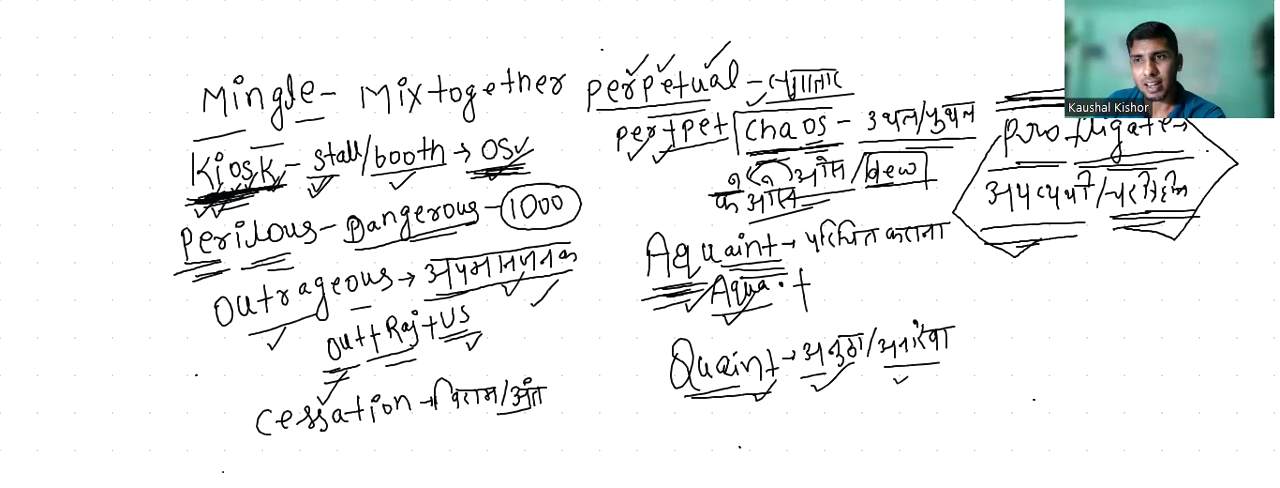 Mingle - Mix together
Kiosk - stall/booth → OS
Perilous - Dangerous - 1000
Outrageous → अपमानजनक
Out + Raj + US
Cessation → विराम/अंत
Perpetual - लगातार
Per + pet
Chaos - उथल/पुथल
ओस/dew
Aquaint → परिचित कराना
Aqua . +
Quaint → अनूठा/अनोखा
Kaushal Kishor
Profligate →
अपव्ययी/चरित्रहीन